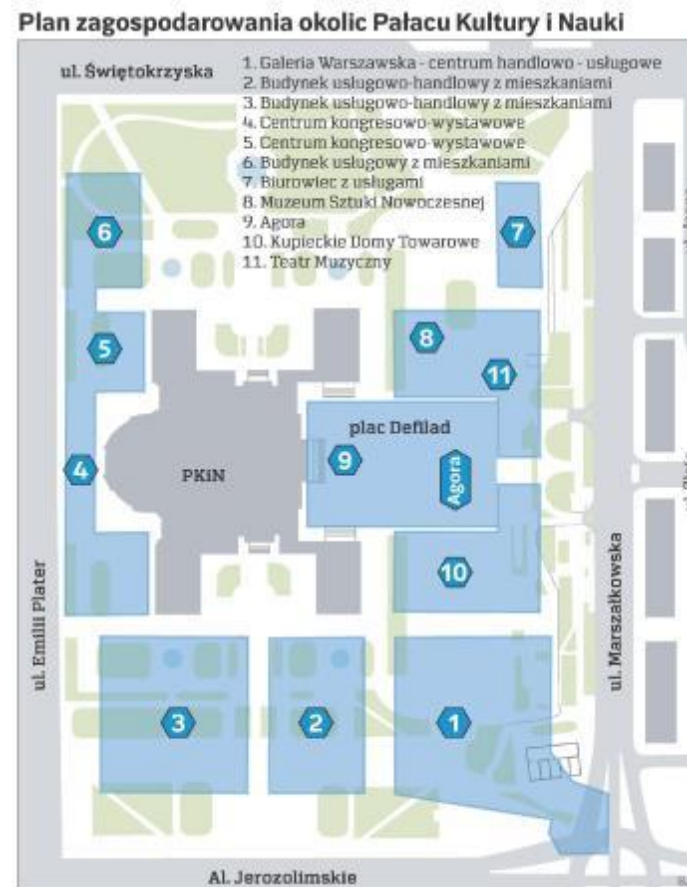 Plan zagospodarowania okolic Pałacu Kultury i Nauki
ul. Świętokrzyska
1. Galeria Warszawska - centrum handlowo - usługowe
2. Budynek usługowo-handlowy z mieszkaniami
3. Budynek usługowo-handlowy z mieszkaniami
4. Centrum kongresowo-wystawowe
5. Centrum kongresowo-wystawowe
6. Budynek usługowy z mieszkaniami
7. Biurowiec z usługami
8. Muzeum Sztuki Nowoczesnej
9. Agora
10. Kupieckie Domy Towarowe
11. Teatr Muzyczny
6
7
5
8
11
plac Defilad
4
PKiN
9
Agora
10
ul. Emilii Plater
ul. Marszałkowska
3
2
1
Al. Jerozolimskie